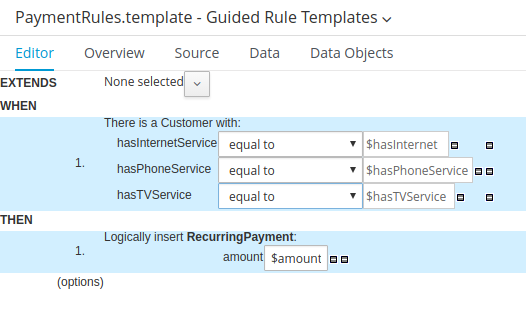 PaymentRules.template - Guided Rule Templates
Editor Overview Source Data Data Objects
EXTENDS None selected
WHEN
There is a Customer with:
1.
hasInternetService equal to $hasInternet
hasPhoneService equal to $hasPhoneService
hasTVService equal to $hasTVService
THEN
1. Logically insert RecurringPayment:
amount $amount
(options)